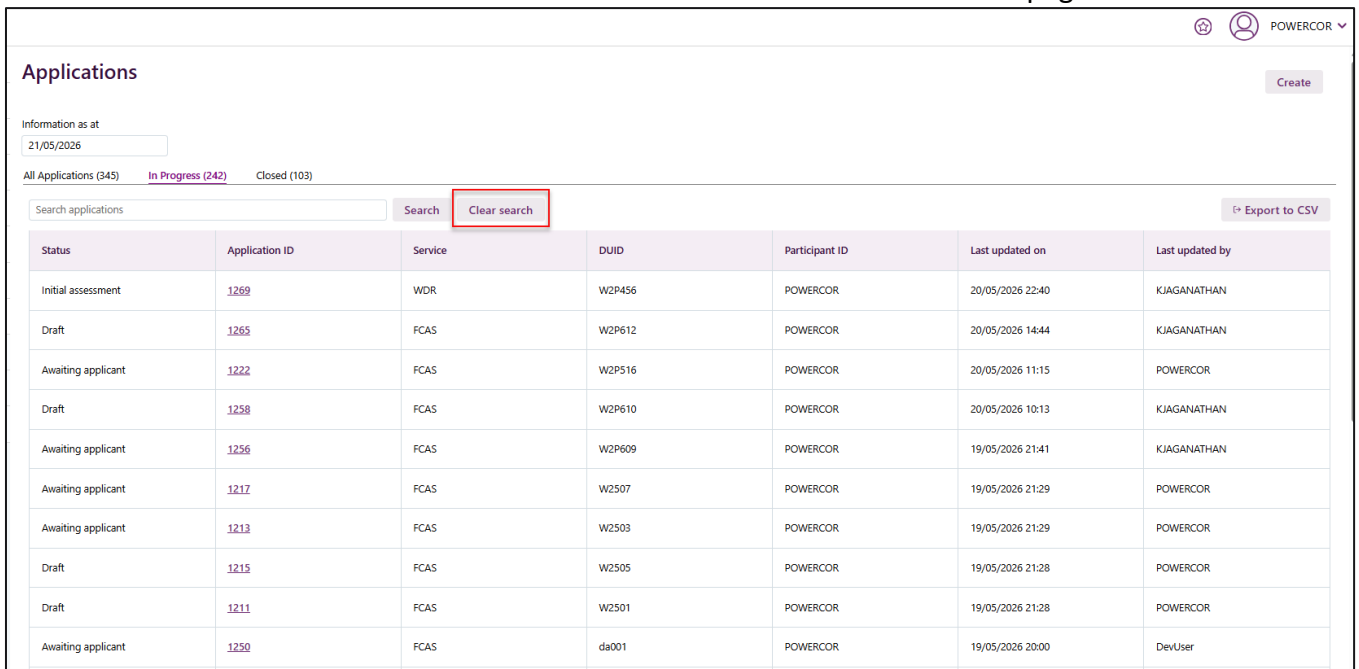 pag
POWERCOR
Applications
Create
Information as at
21/05/2026
All Applications (345) In Progress (242) Closed (103)
Search applications Search Clear search Export to CSV
Status Application ID Service DUID Participant ID Last updated on Last updated by
Initial assessment 1269 WDR W2P456 POWERCOR 20/05/2026 22:40 KJAGANATHAN
Draft 1265 FCAS W2P612 POWERCOR 20/05/2026 14:44 KJAGANATHAN
Awaiting applicant 1222 FCAS W2P516 POWERCOR 20/05/2026 11:15 POWERCOR
Draft 1258 FCAS W2P610 POWERCOR 20/05/2026 10:13 KJAGANATHAN
Awaiting applicant 1256 FCAS W2P609 POWERCOR 19/05/2026 21:41 KJAGANATHAN
Awaiting applicant 1217 FCAS W2507 POWERCOR 19/05/2026 21:29 POWERCOR
Awaiting applicant 1213 FCAS W2503 POWERCOR 19/05/2026 21:29 POWERCOR
Draft 1215 FCAS W2505 POWERCOR 19/05/2026 21:28 POWERCOR
Draft 1211 FCAS W2501 POWERCOR 19/05/2026 21:28 POWERCOR
Awaiting applicant 1250 FCAS da001 POWERCOR 19/05/2026 20:00 DevUser